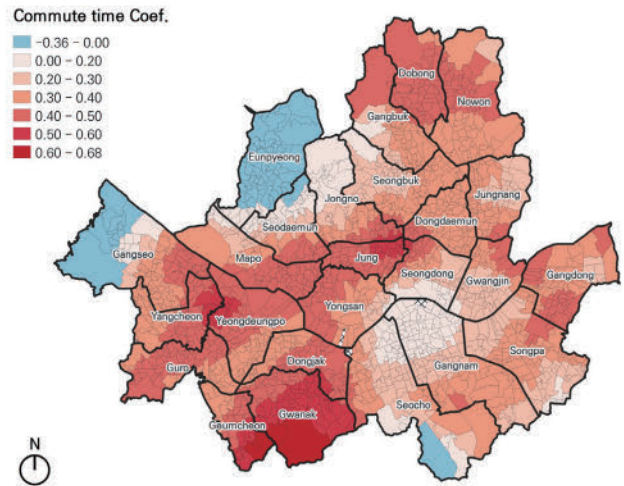 Commute time Coef.
-0.36 - 0.00
0.00 - 0.20
0.20 - 0.30
0.30 - 0.40
0.40 - 0.50
0.50 - 0.60
0.60 - 0.68
Dobong
Nowon
Gangbuk
Eunpyeong
Seongbuk
Jongno
Jungnang
Seodaemun
Dongdaemun
Gangseo
Mapo
Jung
Seongdong
Gwangjin
Gangdong
Yangcheon
Yeongdeungpo
Yongsan
Songpa
Guro
Dongjak
Gangnam
Gwanak
Seocho
Geumcheon
N